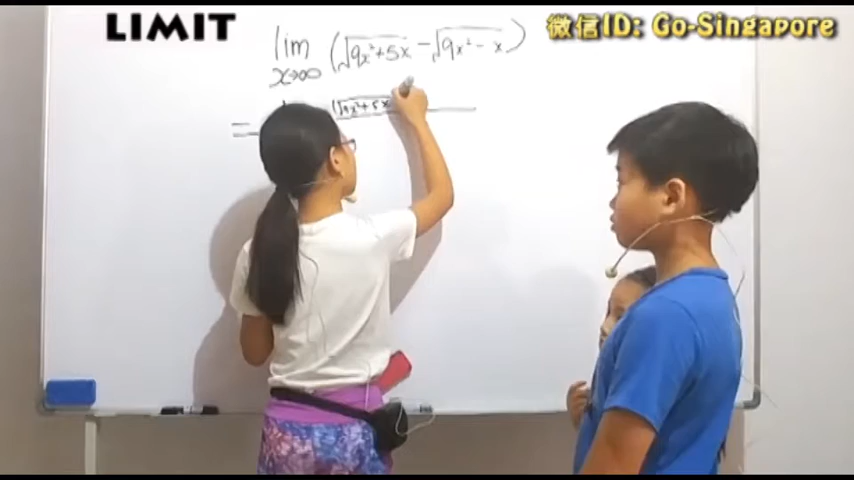 LIMIT
微信ID: Go-Singapore
lim (√9x²+5x − √9x²−x)
x→∞
= (√9x²+5x